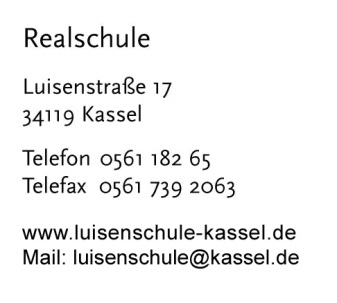 Realschule
Luisenstraße 17
34119 Kassel
Telefon 0561 182 65
Telefax 0561 739 2063
www.luisenschule-kassel.de
Mail: luisenschule@kassel.de